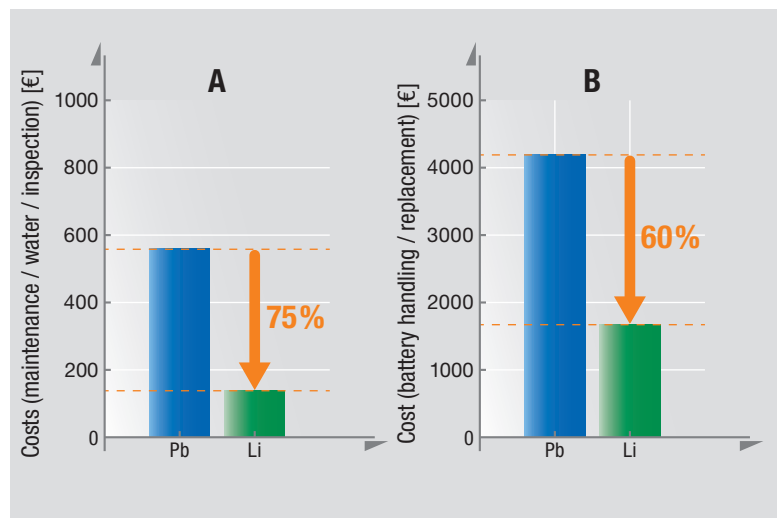 A
Costs (maintenance / water / inspection) [€]
1000
800
600
400
200
0
75%
Pb
Li
B
Cost (battery handling / replacement) [€]
5000
4000
3000
2000
1000
0
60%
Pb
Li